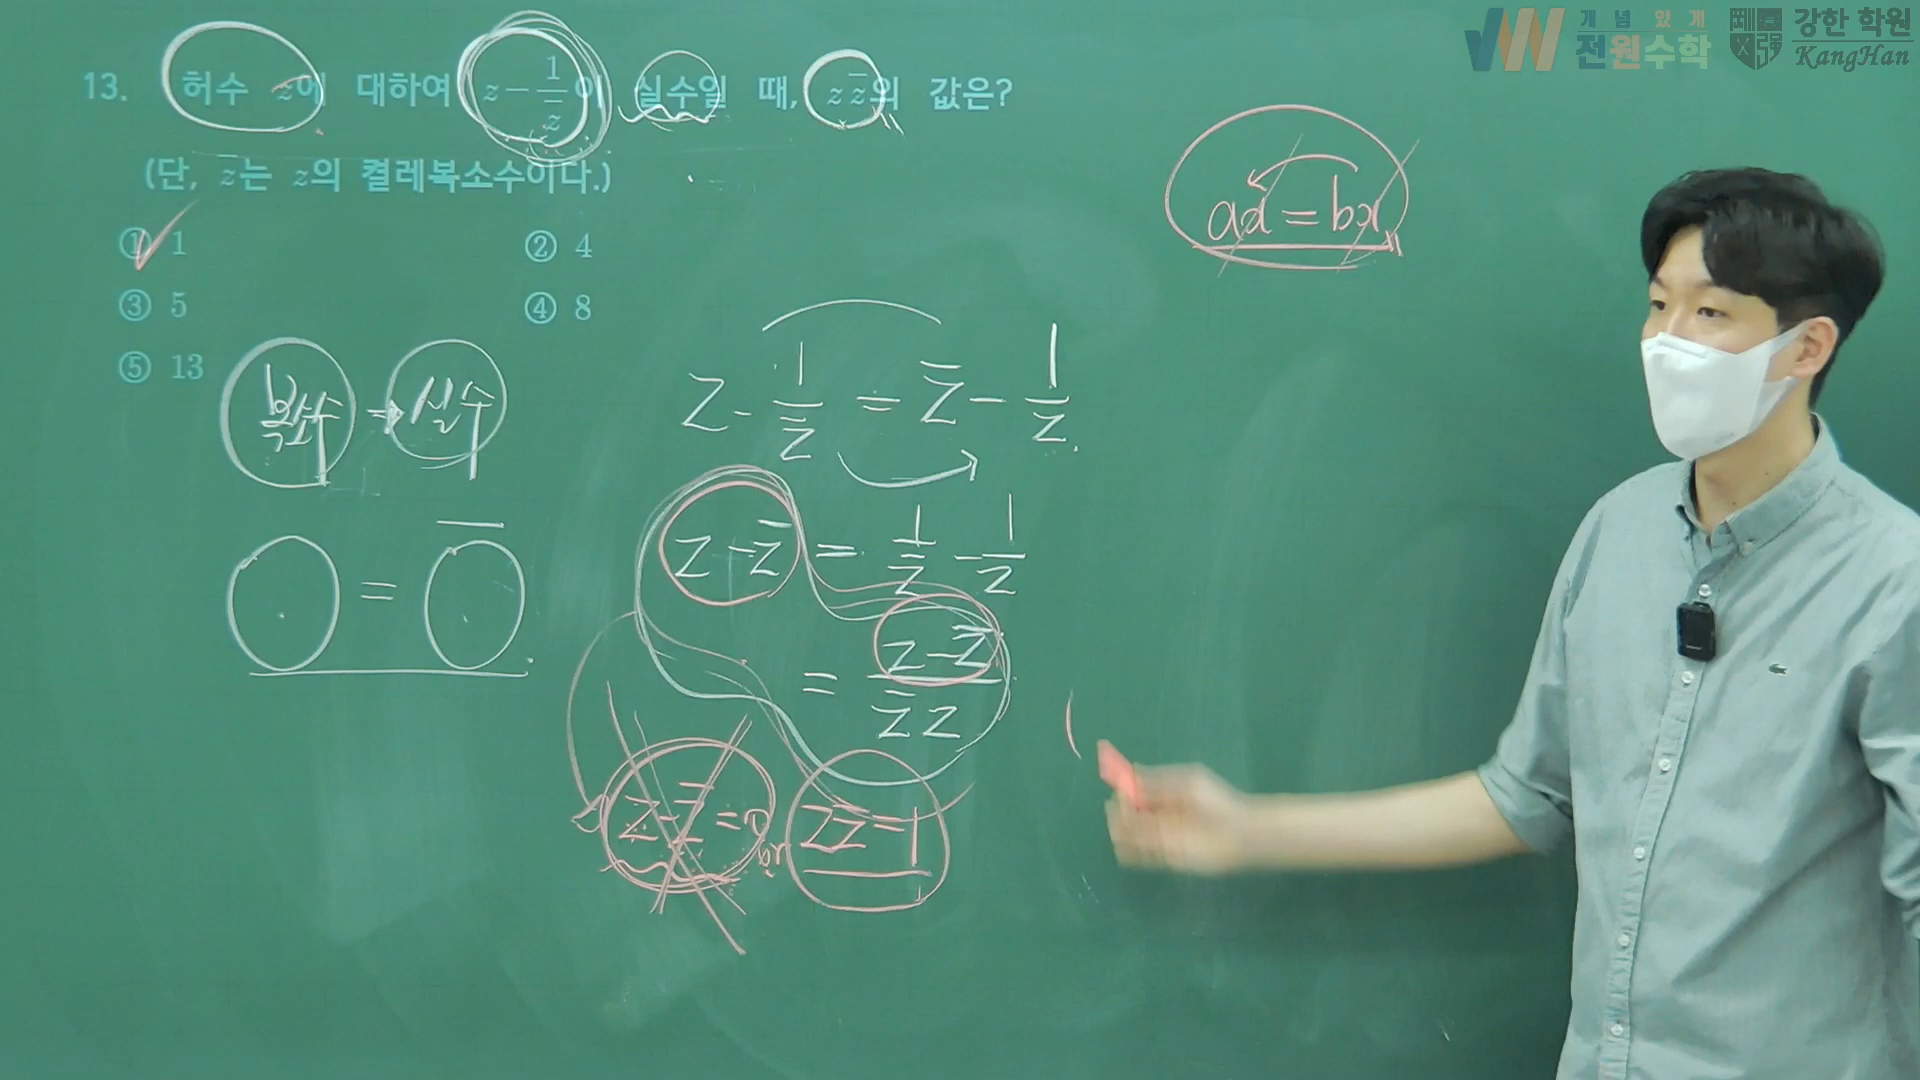 개념있게
전원수학
강한 학원
KangHan
13. 허수 z에 대하여 z - 1/z̄ 이 실수일 때, z z̄의 값은?
(단, z̄는 z의 켤레복소수이다.)
① 1 ② 4
③ 5 ④ 8
⑤ 13
ax = bx
복소수 → 실수
=
z - 1/z̄ = z̄ - 1/z
z - z̄ = 1/z̄ - 1/z
= (z - z̄)/(z̄ z)
z - z̄ = 0 or z z̄ = 1